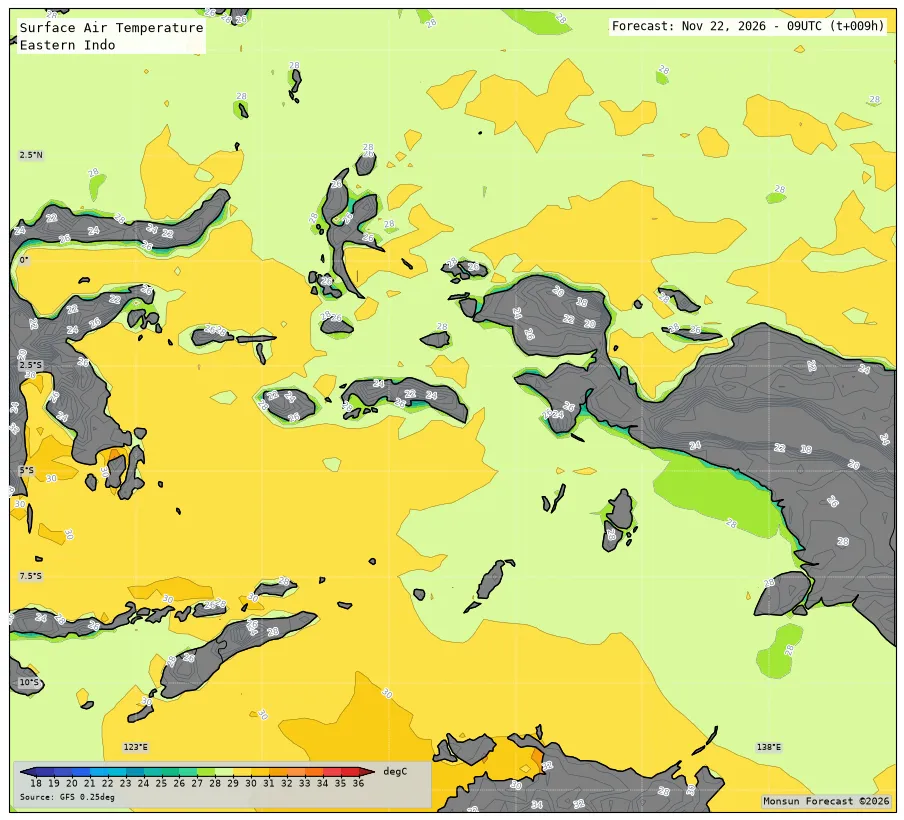 Surface Air Temperature
Eastern Indo
Forecast: Nov 22, 2026 - 09UTC (t+009h)
2.5°N
0°
2.5°S
5°S
7.5°S
10°S
123°E
138°E
18 19 20 21 22 23 24 25 26 27 28 29 30 31 32 33 34 35 36
degC
Source: GFS 0.25deg
Monsun Forecast ©2026